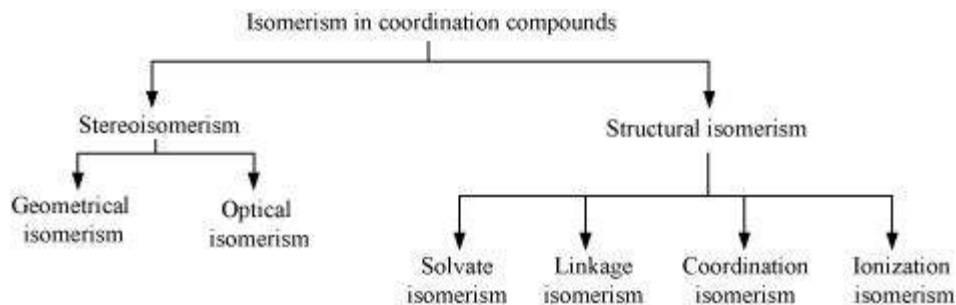 Isomerism in coordination compounds
Stereoisomerism
Structural isomerism
Geometrical
isomerism
Optical
isomerism
Solvate
isomerism
Linkage
isomerism
Coordination
isomerism
Ionization
isomerism